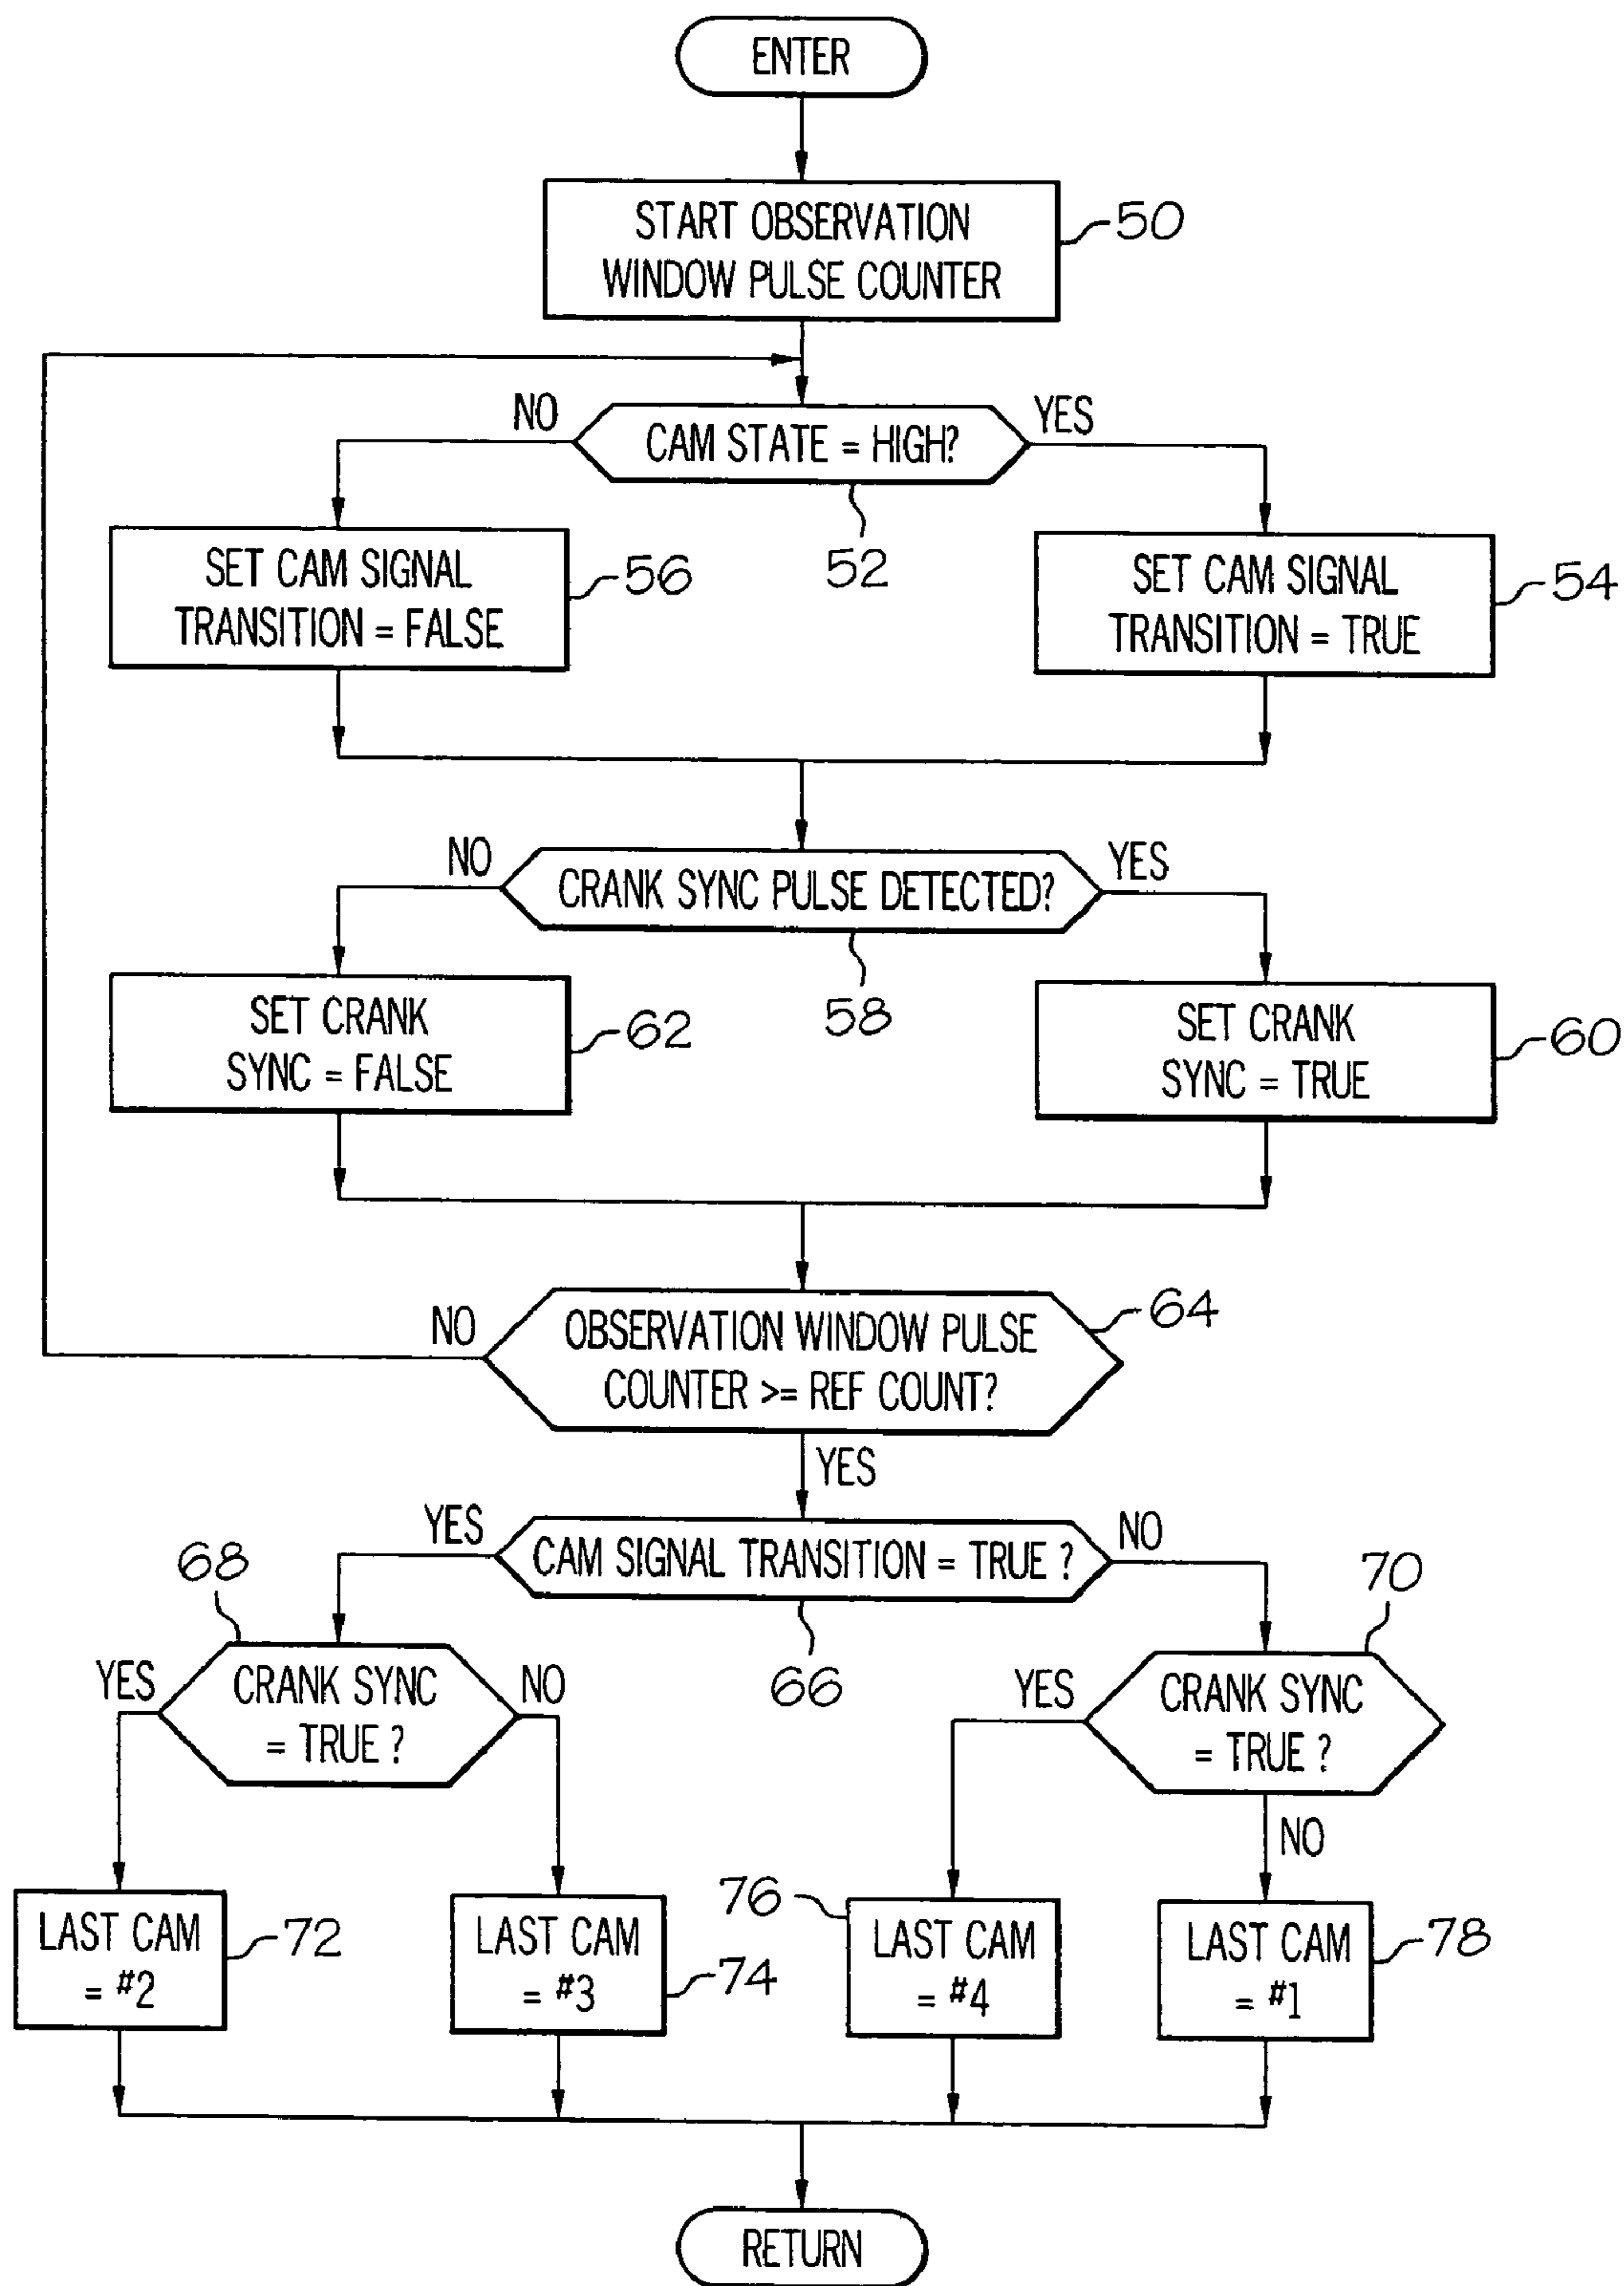 ENTER
START OBSERVATION
WINDOW PULSE COUNTER
50
NO
CAM STATE = HIGH?
YES
52
SET CAM SIGNAL
TRANSITION = FALSE
56
SET CAM SIGNAL
TRANSITION = TRUE
54
NO
CRANK SYNC PULSE DETECTED?
YES
58
SET CRANK
SYNC = FALSE
62
SET CRANK
SYNC = TRUE
60
NO
OBSERVATION WINDOW PULSE
COUNTER >= REF COUNT?
64
YES
YES
CAM SIGNAL TRANSITION = TRUE ?
NO
66
68
YES
CRANK SYNC
= TRUE ?
NO
70
YES
CRANK SYNC
= TRUE ?
NO
LAST CAM
= #2
72
LAST CAM
= #3
74
76
LAST CAM
= #4
LAST CAM
= #1
78
RETURN